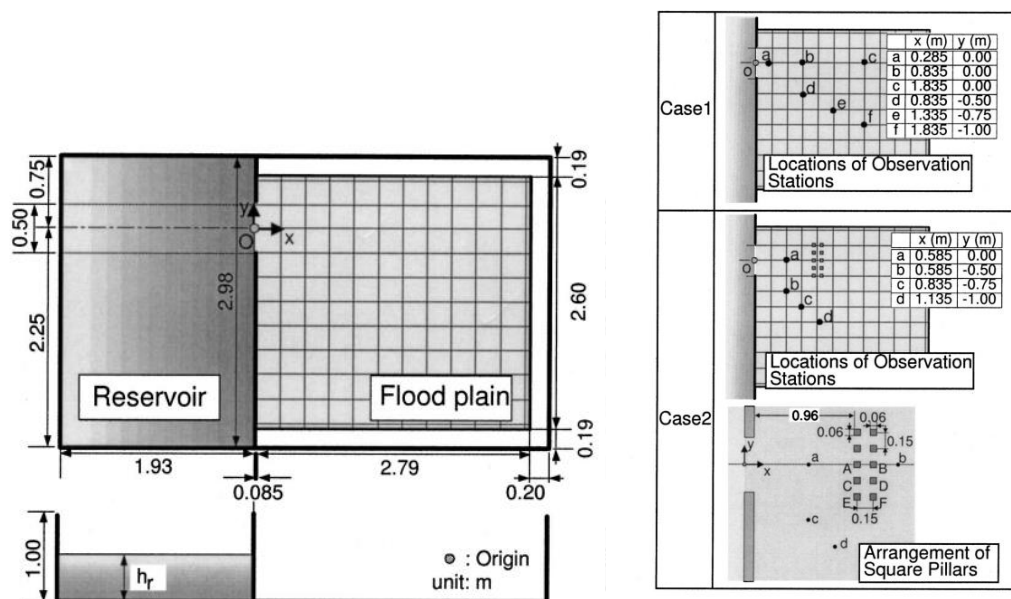 0.75
0.50
2.25
2.98
y
O
x
Reservoir
Flood plain
0.19
2.60
0.19
1.93
2.79
0.085
0.20
1.00
hr
: Origin
unit: m
Case1
x (m) y (m)
a 0.285 0.00
b 0.835 0.00
c 1.835 0.00
d 0.835 -0.50
e 1.335 -0.75
f 1.835 -1.00
o a b c
d
e
f
Locations of Observation
Stations
Case2
x (m) y (m)
a 0.585 0.00
b 0.585 -0.50
c 0.835 -0.75
d 1.135 -1.00
o a
b
c
d
Locations of Observation
Stations
0.96
0.06
0.06
0.15
y
x
a A B b
C D
E F
0.15
c
d
Arrangement of
Square Pillars